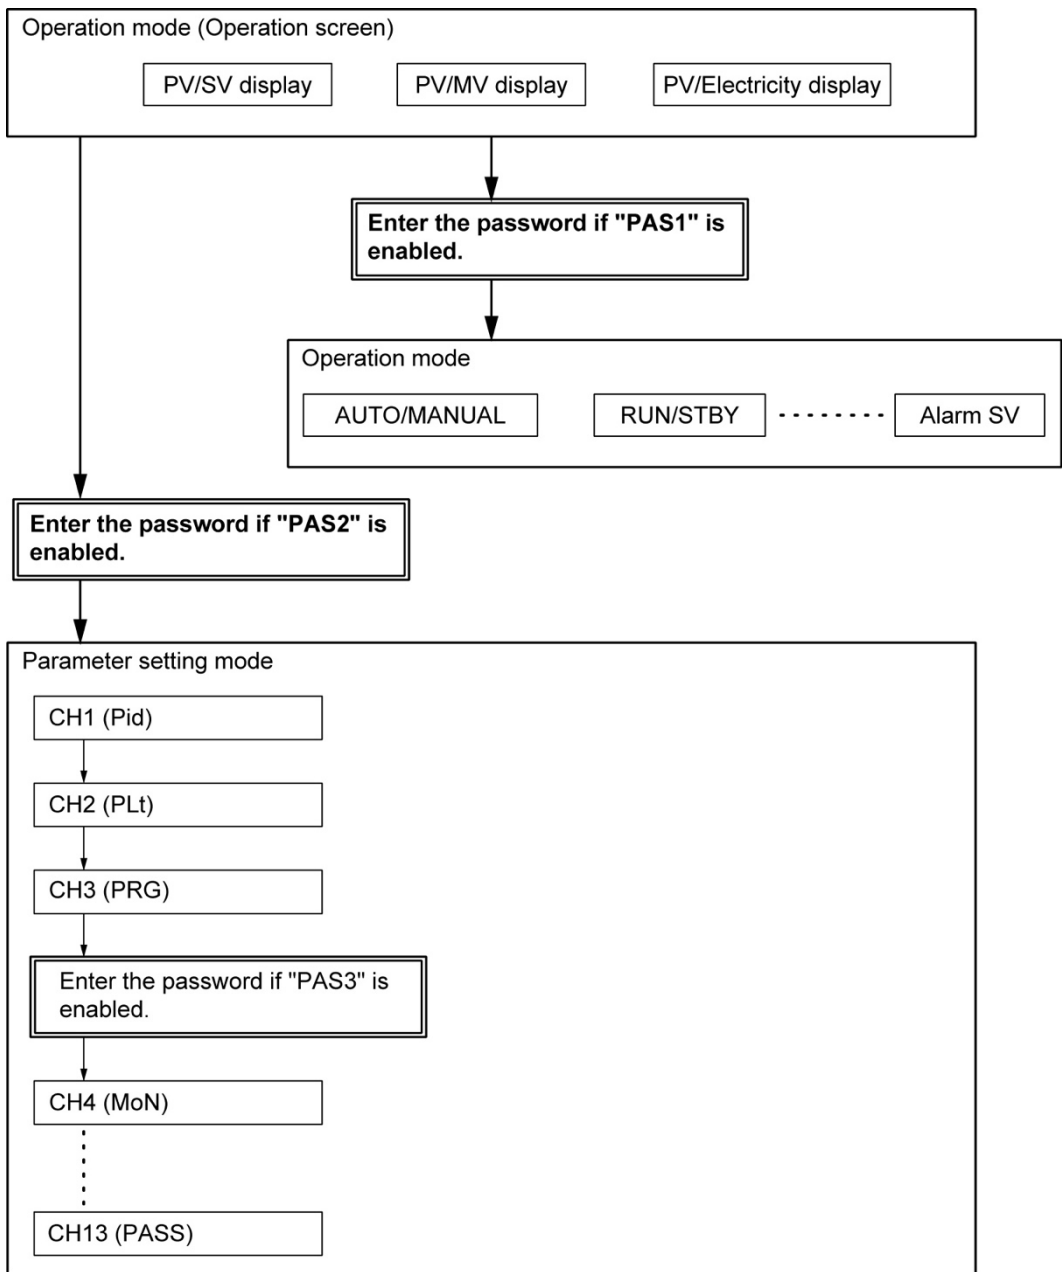 Operation mode (Operation screen)
PV/SV display
PV/MV display
PV/Electricity display
Enter the password if "PAS1" is
enabled.
Operation mode
AUTO/MANUAL
RUN/STBY
Alarm SV
Enter the password if "PAS2" is
enabled.
Parameter setting mode
CH1 (Pid)
CH2 (PLt)
CH3 (PRG)
Enter the password if "PAS3" is
enabled.
CH4 (MoN)
CH13 (PASS)